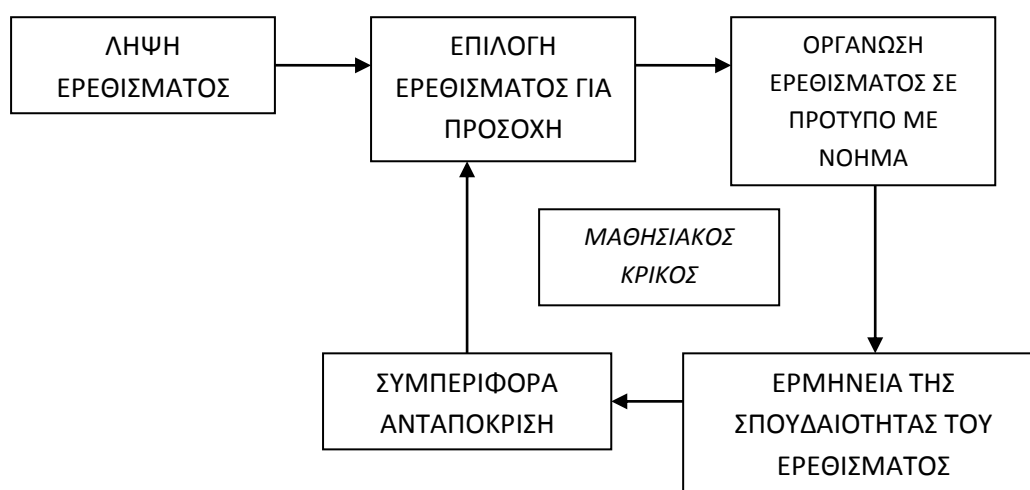 ΛΗΨΗ
ΕΡΕΘΙΣΜΑΤΟΣ
ΕΠΙΛΟΓΗ
ΕΡΕΘΙΣΜΑΤΟΣ ΓΙΑ
ΠΡΟΣΟΧΗ
ΟΡΓΑΝΩΣΗ
ΕΡΕΘΙΣΜΑΤΟΣ ΣΕ
ΠΡΟΤΥΠΟ ΜΕ
ΝΟΗΜΑ
ΜΑΘΗΣΙΑΚΟΣ
ΚΡΙΚΟΣ
ΣΥΜΠΕΡΙΦΟΡΑ
ΑΝΤΑΠΟΚΡΙΣΗ
ΕΡΜΗΝΕΙΑ ΤΗΣ
ΣΠΟΥΔΑΙΟΤΗΤΑΣ ΤΟΥ
ΕΡΕΘΙΣΜΑΤΟΣ